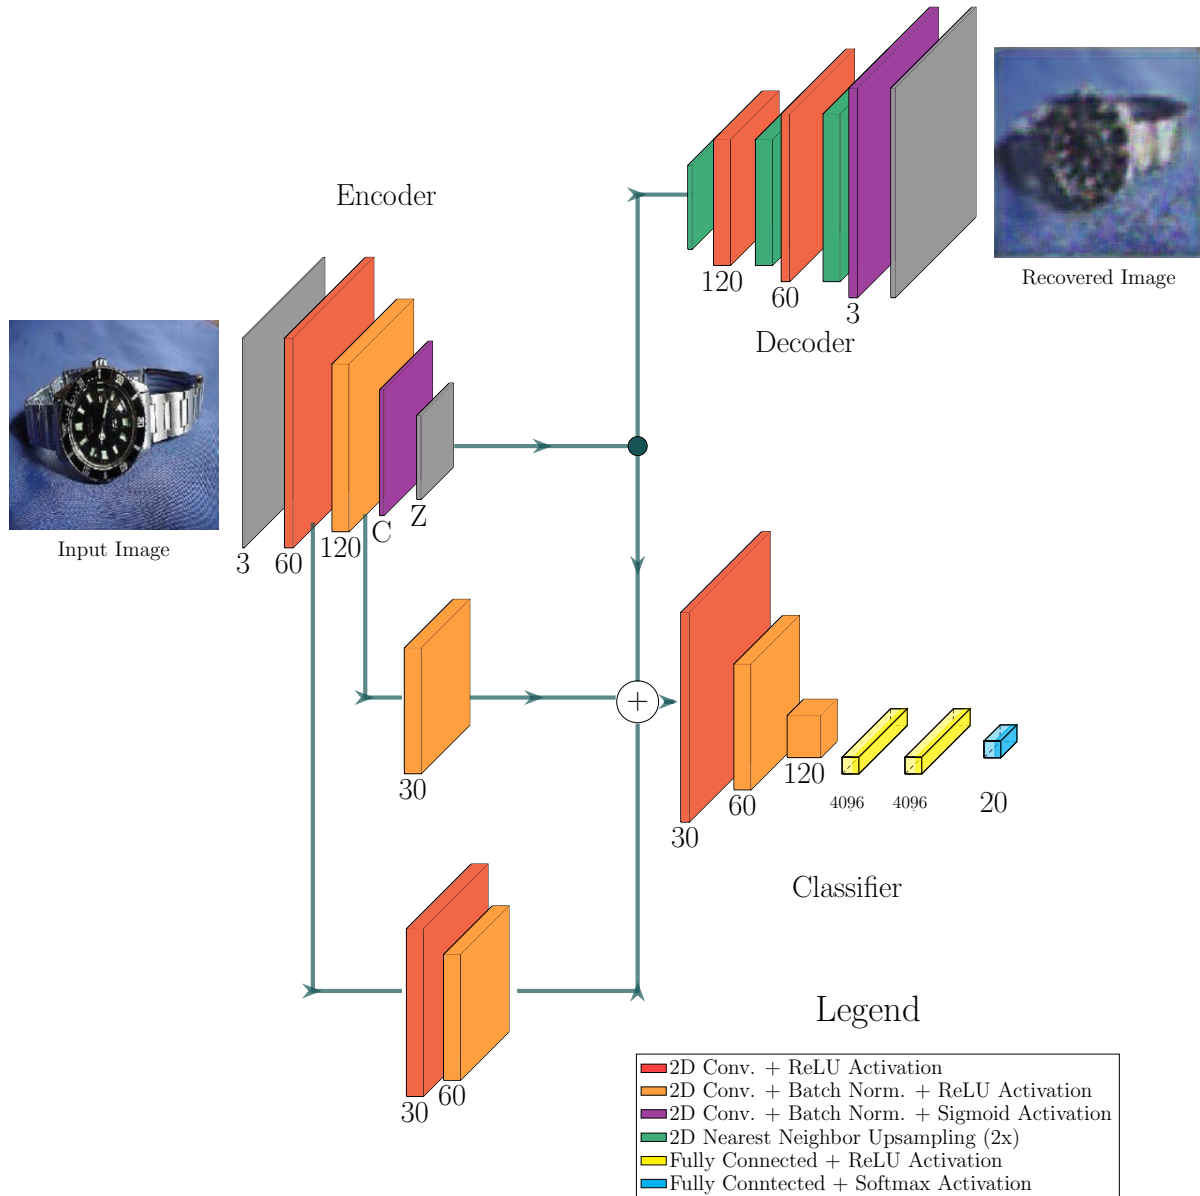 Encoder
120
60
3
Recovered Image
Decoder
Input Image
3
60
120
C
Z
30
+
30
60
120
4096
4096
20
Classifier
30
60
Legend
2D Conv. + ReLU Activation
2D Conv. + Batch Norm. + ReLU Activation
2D Conv. + Batch Norm. + Sigmoid Activation
2D Nearest Neighbor Upsampling (2x)
Fully Connected + ReLU Activation
Fully Conntected + Softmax Activation